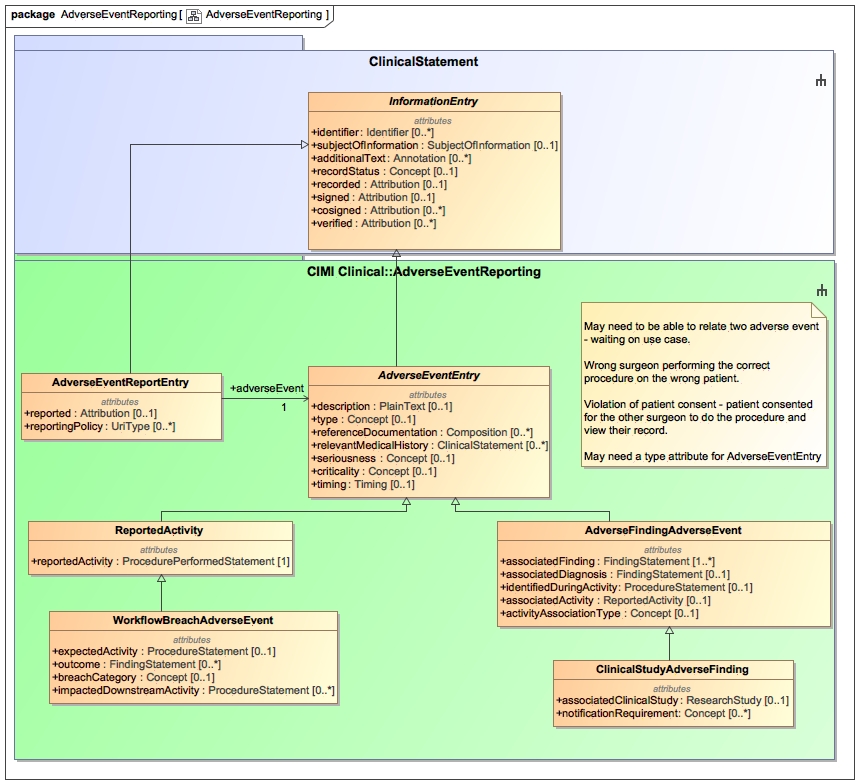 package AdverseEventReporting [ AdverseEventReporting ]
ClinicalStatement
InformationEntry
attributes
+identifier : Identifier [0..*]
+subjectOfInformation : SubjectOfInformation [0..1]
+additionalText : Annotation [0..*]
+recordStatus : Concept [0..1]
+recorded : Attribution [0..1]
+signed : Attribution [0..1]
+cosigned : Attribution [0..*]
+verified : Attribution [0..*]
CIMI Clinical::AdverseEventReporting
May need to be able to relate two adverse event
- waiting on use case.
Wrong surgeon performing the correct
procedure on the wrong patient.
Violation of patient consent - patient consented
for the other surgeon to do the procedure and
view their record.
May need a type attribute for AdverseEventEntry
AdverseEventReportEntry
attributes
+reported : Attribution [0..1]
+reportingPolicy : UriType [0..*]
+adverseEvent
1
AdverseEventEntry
attributes
+description : PlainText [0..1]
+type : Concept [0..1]
+referenceDocumentation : Composition [0..*]
+relevantMedicalHistory : ClinicalStatement [0..*]
+seriousness : Concept [0..1]
+criticality : Concept [0..1]
+timing : Timing [0..1]
ReportedActivity
attributes
+reportedActivity : ProcedurePerformedStatement [1]
AdverseFindingAdverseEvent
attributes
+associatedFinding : FindingStatement [1..*]
+associatedDiagnosis : FindingStatement [0..1]
+identifiedDuringActivity : ProcedureStatement [0..1]
+associatedActivity : ReportedActivity [0..1]
+activityAssociationType : Concept [0..1]
WorkflowBreachAdverseEvent
attributes
+expectedActivity : ProcedureStatement [0..1]
+outcome : FindingStatement [0..*]
+breachCategory : Concept [0..1]
+impactedDownstreamActivity : ProcedureStatement [0..*]
ClinicalStudyAdverseFinding
attributes
+associatedClinicalStudy : ResearchStudy [0..1]
+notificationRequirement: Concept [0..*]